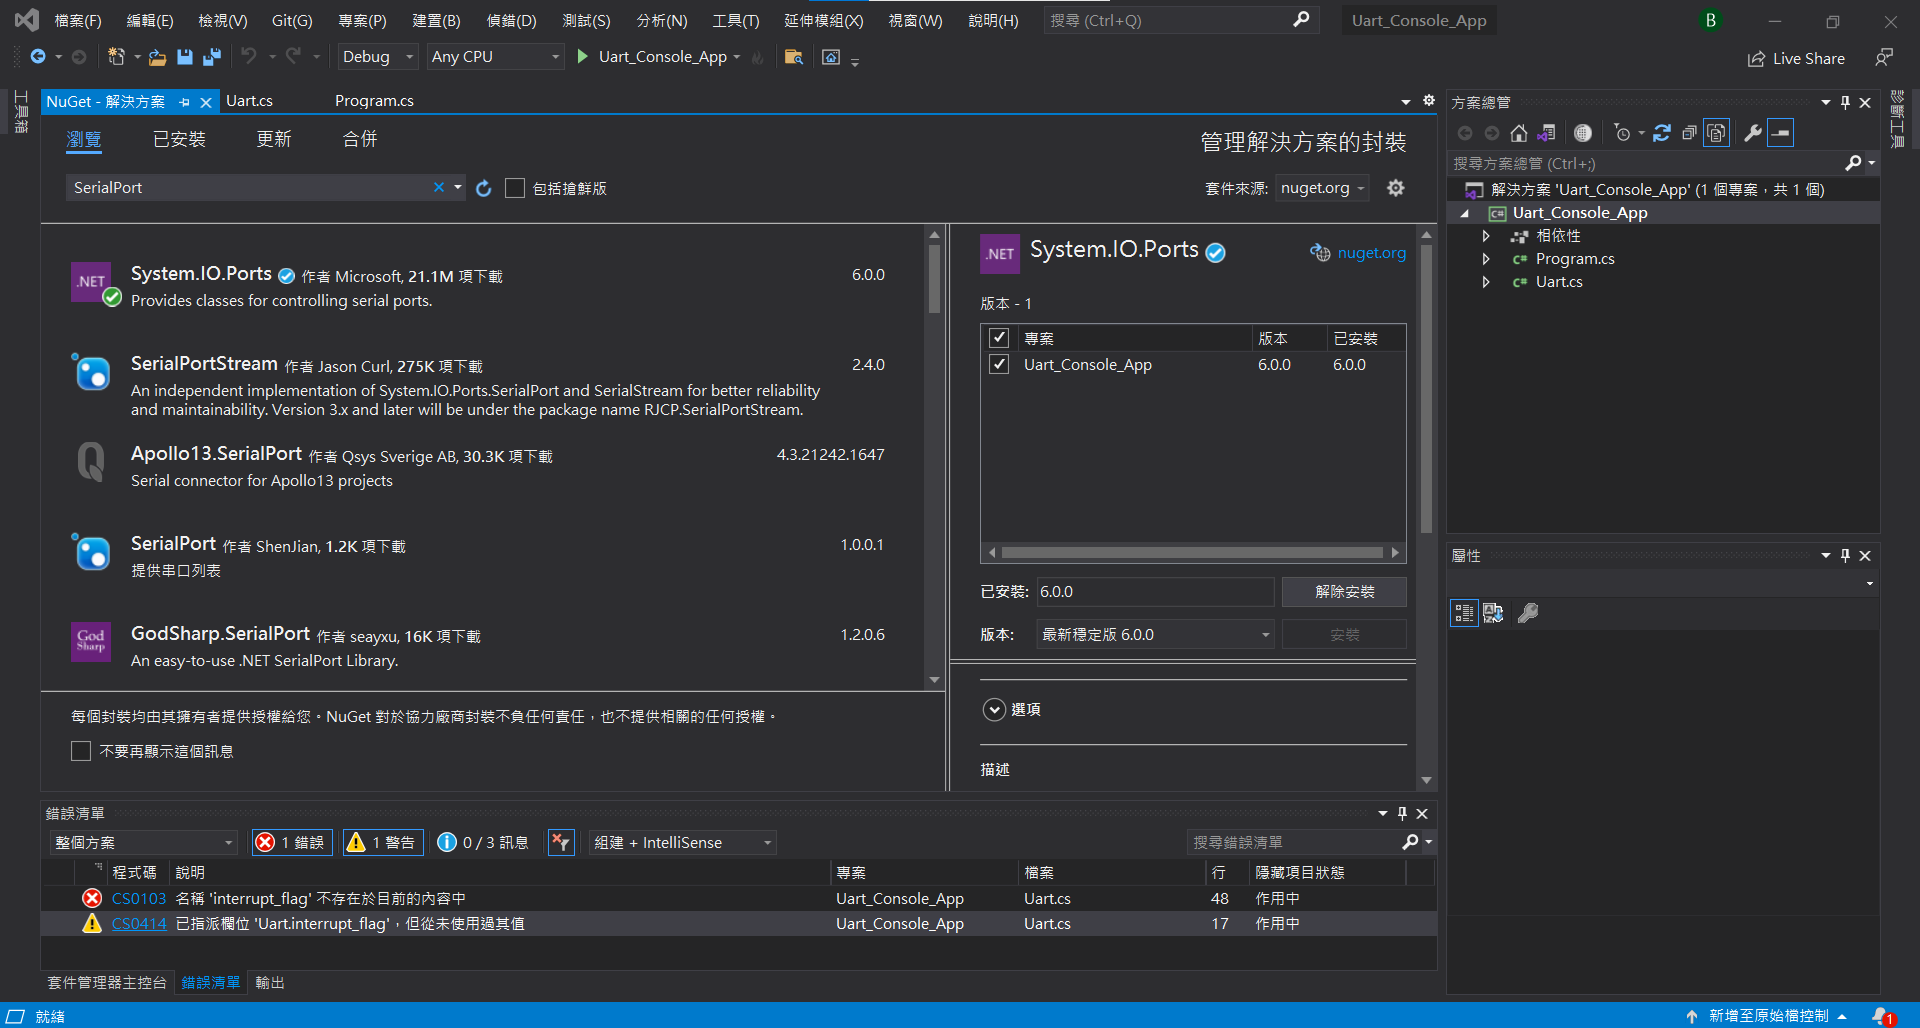 檔案(F) 編輯(E) 檢視(V) Git(G) 專案(P) 建置(B) 偵錯(D) 測試(S) 分析(N) 工具(T) 延伸模組(X) 視窗(W) 說明(H) 搜尋 (Ctrl+Q) Uart_Console_App B
Debug Any CPU Uart_Console_App Live Share
工具箱
NuGet - 解決方案 Uart.cs Program.cs
瀏覽 已安裝 更新 合併 管理解決方案的封裝
SerialPort 包括搶鮮版 套件來源: nuget.org
System.IO.Ports 作者 Microsoft, 21.1M 項下載 6.0.0
Provides classes for controlling serial ports.
SerialPortStream 作者 Jason Curl, 275K 項下載 2.4.0
An independent implementation of System.IO.Ports.SerialPort and SerialStream for better reliability
and maintainability. Version 3.x and later will be under the package name RJCP.SerialPortStream.
Apollo13.SerialPort 作者 Qsys Sverige AB, 30.3K 項下載 4.3.21242.1647
Serial connector for Apollo13 projects
SerialPort 作者 ShenJian, 1.2K 項下載 1.0.0.1
提供串口列表
GodSharp.SerialPort 作者 seayxu, 16K 項下載 1.2.0.6
An easy-to-use .NET SerialPort Library.
.NET
God
Sharp
每個封裝均由其擁有者提供授權給您。NuGet 對於協力廠商封裝不負任何責任，也不提供相關的任何授權。
不要再顯示這個訊息
.NET System.IO.Ports nuget.org
版本 - 1
專案 版本 已安裝
Uart_Console_App 6.0.0 6.0.0
已安裝: 6.0.0 解除安裝
版本: 最新穩定版 6.0.0 安裝
選項
描述
方案總管
搜尋方案總管 (Ctrl+;)
解決方案 'Uart_Console_App' (1 個專案，共 1 個)
C# Uart_Console_App
相依性
C# Program.cs
C# Uart.cs
診斷工具
屬性
錯誤清單
整個方案 1 錯誤 1 警告 0 / 3 訊息 組建 + IntelliSense 搜尋錯誤清單
程式碼 說明 專案 檔案 行 隱藏項目狀態
CS0103 名稱 'interrupt_flag' 不存在於目前的內容中 Uart_Console_App Uart.cs 48 作用中
CS0414 已指派欄位 'Uart.interrupt_flag'，但從未使用過其值 Uart_Console_App Uart.cs 17 作用中
套件管理器主控台 錯誤清單 輸出
就緒 新增至原始檔控制 1